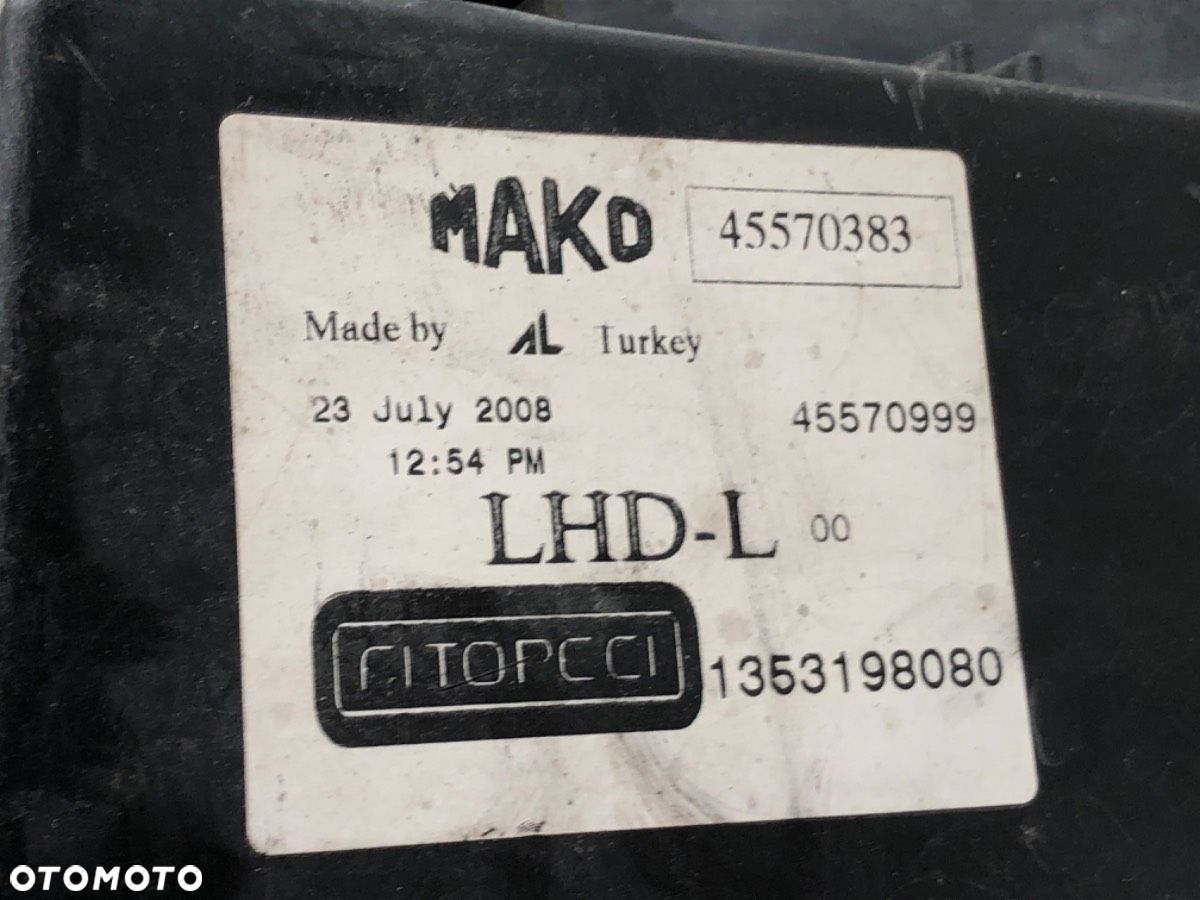 MAKO 45570383
Made by AL Turkey
23 July 2008 45570999
12:54 PM
LHD-L 00
FITOPCCI 1353198080
OTOMOTO